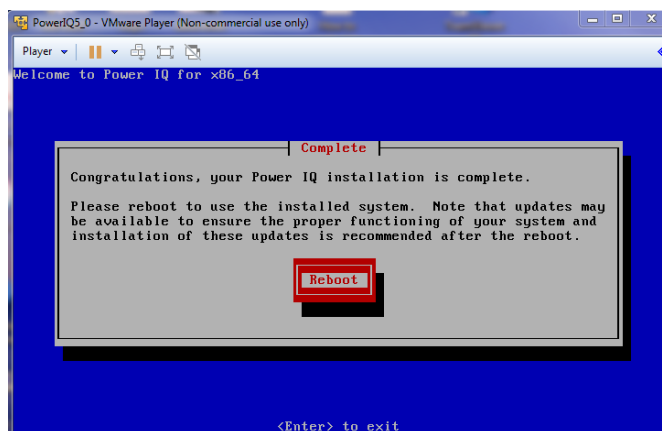 PowerIQ5_0 - VMware Player (Non-commercial use only)
Player
Welcome to Power IQ for x86_64
Complete
Congratulations, your Power IQ installation is complete.
Please reboot to use the installed system.  Note that updates may
be available to ensure the proper functioning of your system and
installation of these updates is recommended after the reboot.
Reboot
<Enter> to exit